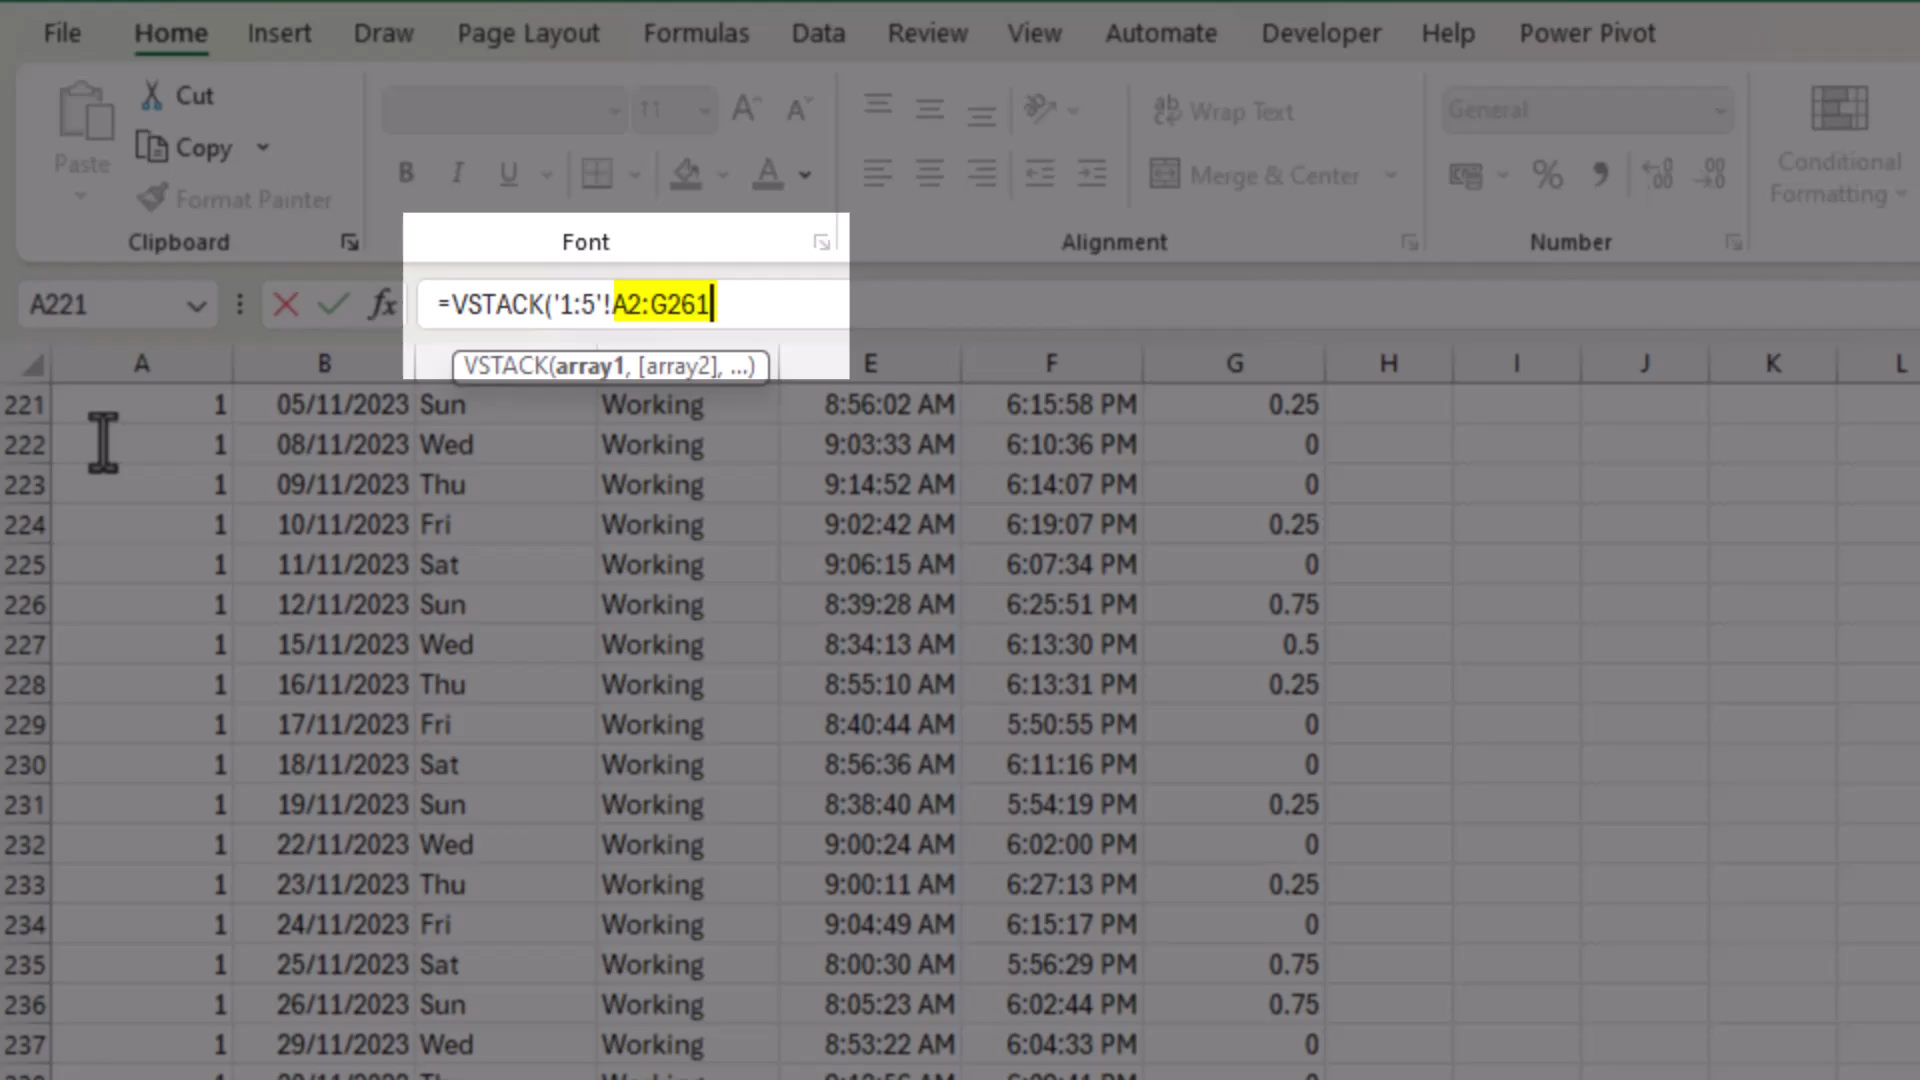 File Home Insert Draw Page Layout Formulas Data Review View Automate Developer Help Power Pivot
Paste
Cut
Copy
Format Painter
Clipboard
11
A^ A
B I U A
Font
ab Wrap Text
Merge & Center
Alignment
General
% 9 00 .00
Number
Conditional
Formatting
A221 fx =VSTACK('1:5'!A2:G261
VSTACK(array1, [array2], ...)
A B E F G H I J K L
221 1 05/11/2023 Sun Working 8:56:02 AM 6:15:58 PM 0.25
222 1 08/11/2023 Wed Working 9:03:33 AM 6:10:36 PM 0
223 1 09/11/2023 Thu Working 9:14:52 AM 6:14:07 PM 0
224 1 10/11/2023 Fri Working 9:02:42 AM 6:19:07 PM 0.25
225 1 11/11/2023 Sat Working 9:06:15 AM 6:07:34 PM 0
226 1 12/11/2023 Sun Working 8:39:28 AM 6:25:51 PM 0.75
227 1 15/11/2023 Wed Working 8:34:13 AM 6:13:30 PM 0.5
228 1 16/11/2023 Thu Working 8:55:10 AM 6:13:31 PM 0.25
229 1 17/11/2023 Fri Working 8:40:44 AM 5:50:55 PM 0
230 1 18/11/2023 Sat Working 8:56:36 AM 6:11:16 PM 0
231 1 19/11/2023 Sun Working 8:38:40 AM 5:54:19 PM 0.25
232 1 22/11/2023 Wed Working 9:00:24 AM 6:02:00 PM 0
233 1 23/11/2023 Thu Working 9:00:11 AM 6:27:13 PM 0.25
234 1 24/11/2023 Fri Working 9:04:49 AM 6:15:17 PM 0
235 1 25/11/2023 Sat Working 8:00:30 AM 5:56:29 PM 0.75
236 1 26/11/2023 Sun Working 8:05:23 AM 6:02:44 PM 0.75
237 1 29/11/2023 Wed Working 8:53:22 AM 6:04:33 PM 0